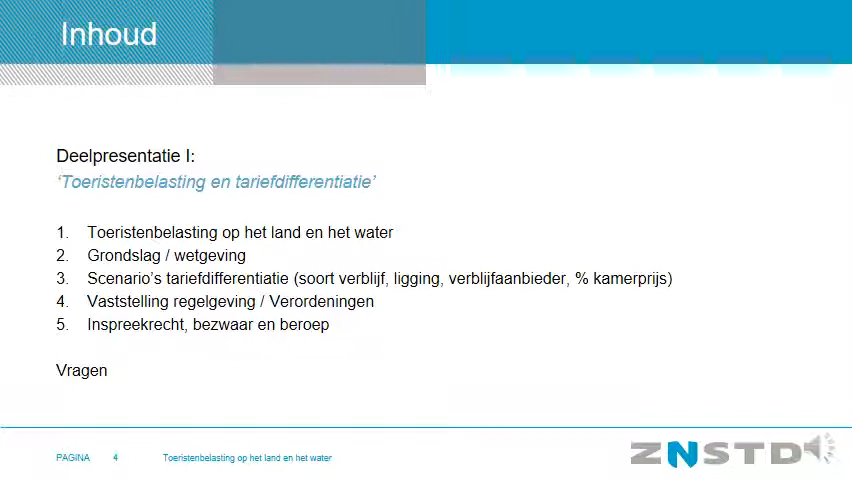 Inhoud
Deelpresentatie I:
‘Toeristenbelasting en tariefdifferentiatie’
1. Toeristenbelasting op het land en het water
2. Grondslag / wetgeving
3. Scenario’s tariefdifferentiatie (soort verblijf, ligging, verblijfaanbieder, % kamerprijs)
4. Vaststelling regelgeving / Verordeningen
5. Inspreekrecht, bezwaar en beroep
Vragen
PAGINA 4 Toeristenbelasting op het land en het water
ZNSTD